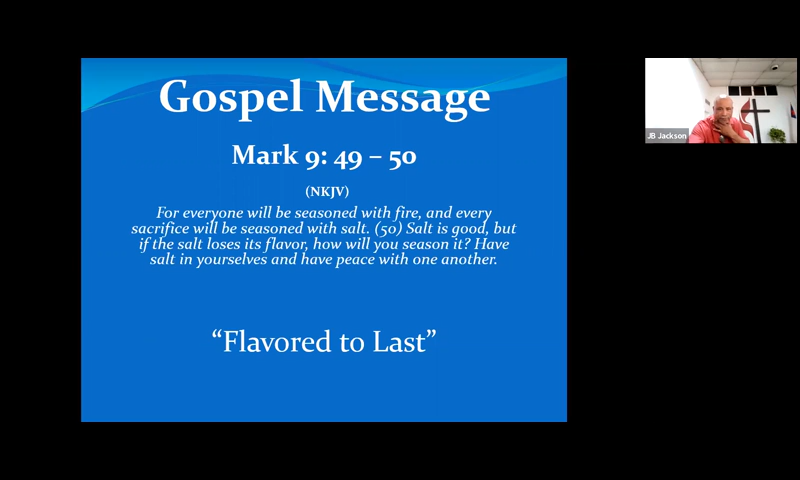 Gospel Message
Mark 9: 49 – 50
(NKJV)
For everyone will be seasoned with fire, and every
sacrifice will be seasoned with salt. (50) Salt is good, but
if the salt loses its flavor, how will you season it? Have
salt in yourselves and have peace with one another.
“Flavored to Last”
JB Jackson